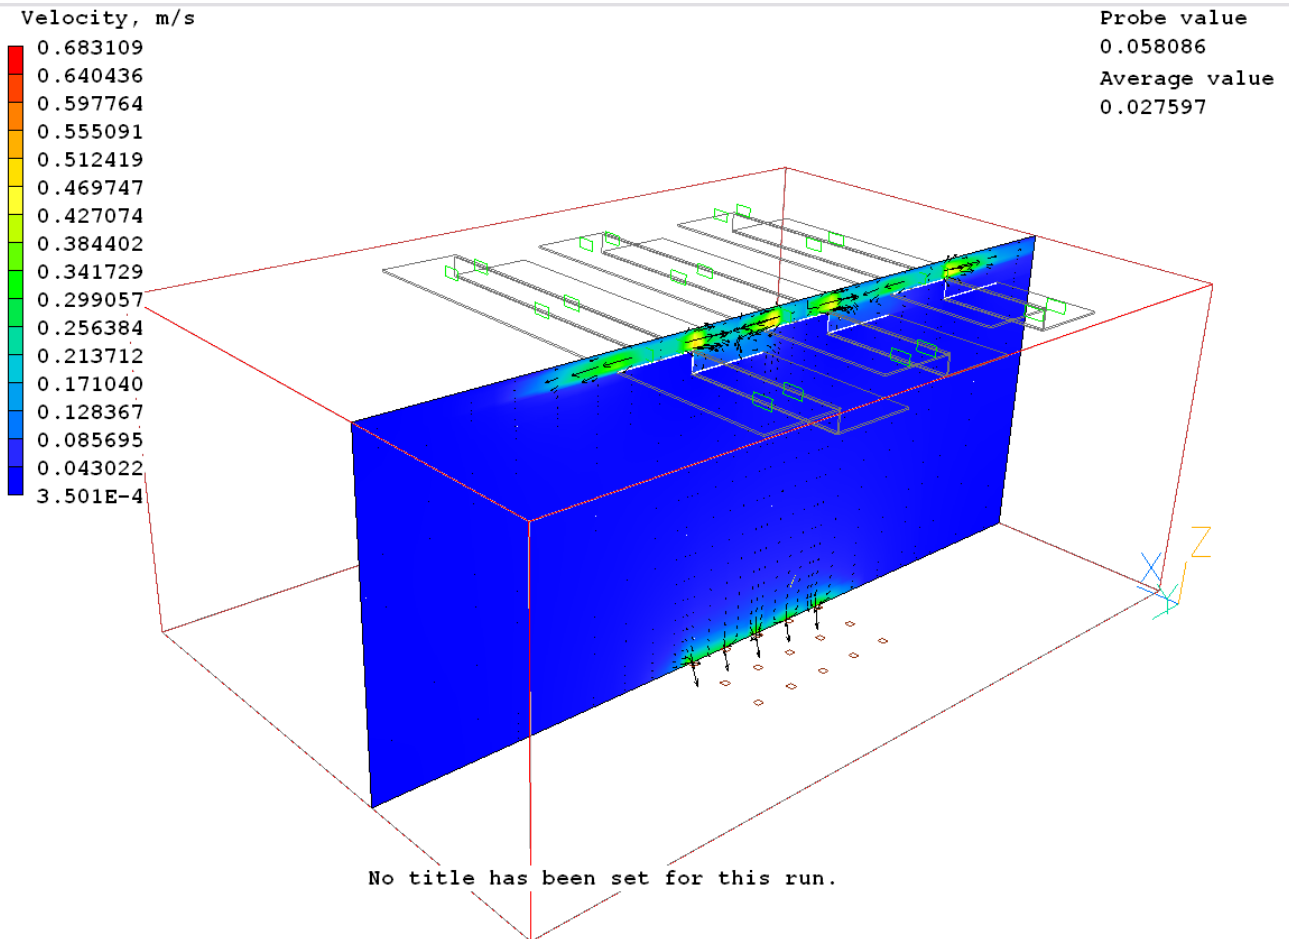 Velocity, m/s
0.683109
0.640436
0.597764
0.555091
0.512419
0.469747
0.427074
0.384402
0.341729
0.299057
0.256384
0.213712
0.171040
0.128367
0.085695
0.043022
3.501E-4
Probe value
0.058086
Average value
0.027597
X
Y
Z
No title has been set for this run.